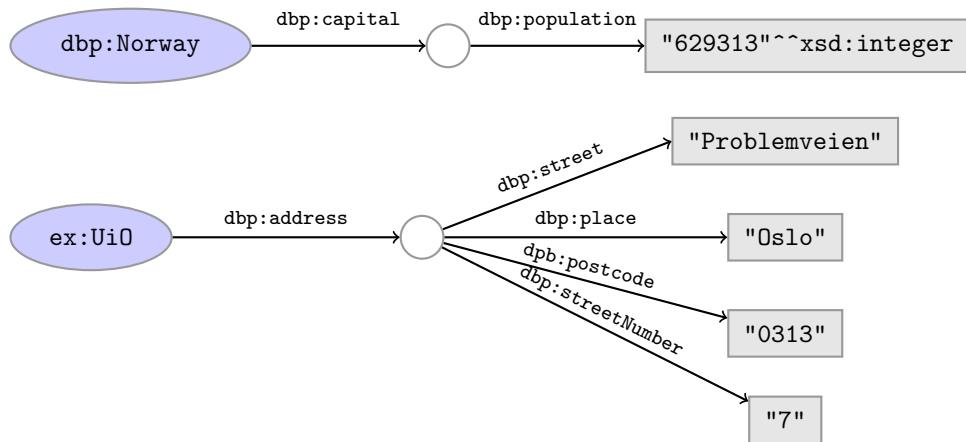 dbp:capital
dbp:population
dbp:Norway
"629313"^^xsd:integer
dbp:street
"Problemveien"
dbp:address
dbp:place
ex:UiO
"Oslo"
dpb:postcode
dbp:streetNumber
"0313"
"7"